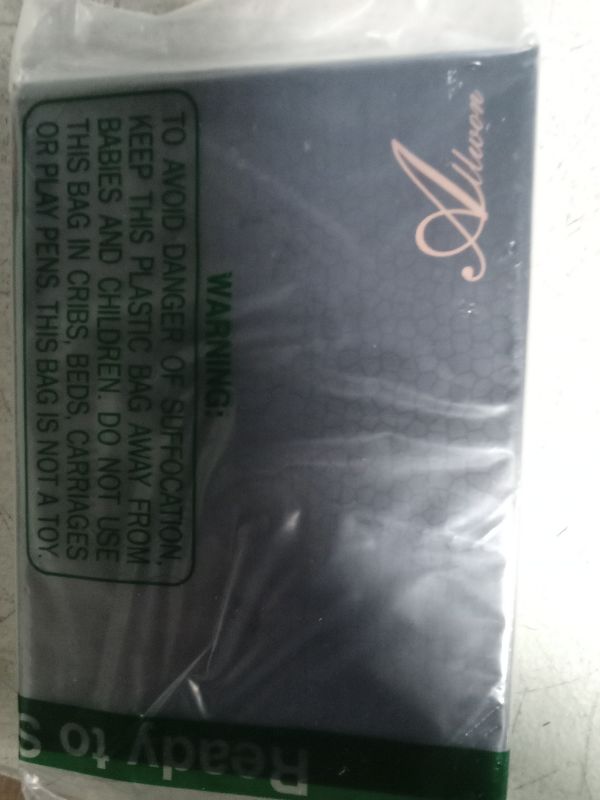 Allwon
WARNING:
TO AVOID DANGER OF SUFFOCATION,
KEEP THIS PLASTIC BAG AWAY FROM
BABIES AND CHILDREN. DO NOT USE
THIS BAG IN CRIBS, BEDS, CARRIAGES
OR PLAY PENS. THIS BAG IS NOT A TOY.
Ready to S